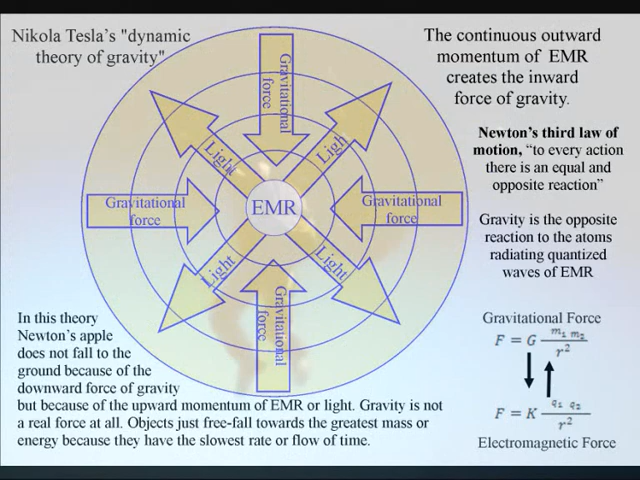 Nikola Tesla's "dynamic
theory of gravity"
The continuous outward
momentum of EMR
creates the inward
force of gravity.
Newton's third law of
motion, “to every action
there is an equal and
opposite reaction”
Gravity is the opposite
reaction to the atoms
radiating quantized
waves of EMR
Gravitational
force
Light
Ligh
Gravitational
force
EMR
Gravitational
force
Light
Light
Gravitational
force
In this theory
Newton's apple
does not fall to the
ground because of the
downward force of gravity
but because of the upward momentum of EMR or light. Gravity is not
a real force at all. Objects just free-fall towards the greatest mass or
energy because they have the slowest rate or flow of time.
Gravitational Force
F = G m₁ m₂ / r²
F = K q₁ q₂ / r²
Electromagnetic Force